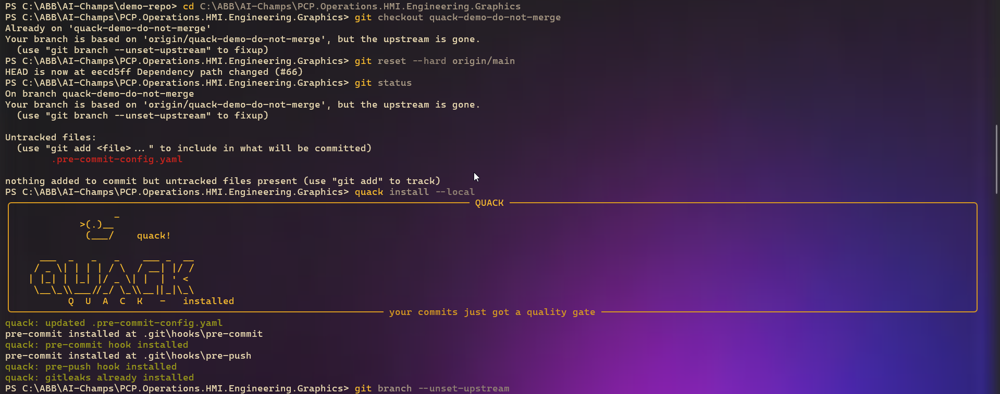 PS C:\ABB\AI-Champs\demo-repo> cd C:\ABB\AI-Champs\PCP.Operations.HMI.Engineering.Graphics
PS C:\ABB\AI-Champs\PCP.Operations.HMI.Engineering.Graphics> git checkout quack-demo-do-not-merge
Already on 'quack-demo-do-not-merge'
Your branch is based on 'origin/quack-demo-do-not-merge', but the upstream is gone.
  (use "git branch --unset-upstream" to fixup)
PS C:\ABB\AI-Champs\PCP.Operations.HMI.Engineering.Graphics> git reset --hard origin/main
HEAD is now at eecd5ff Dependency path changed (#66)
PS C:\ABB\AI-Champs\PCP.Operations.HMI.Engineering.Graphics> git status
On branch quack-demo-do-not-merge
Your branch is based on 'origin/quack-demo-do-not-merge', but the upstream is gone.
  (use "git branch --unset-upstream" to fixup)

Untracked files:
  (use "git add <file>..." to include in what will be committed)
        .pre-commit-config.yaml

nothing added to commit but untracked files present (use "git add" to track)
PS C:\ABB\AI-Champs\PCP.Operations.HMI.Engineering.Graphics> quack install --local
QUACK
                   _
             >(.)__
              (___/    quack!

      ___  _   _   _    ___ _  __
     / _ \| | | | / \  / __| |/ /
    | |_| | |_| |/ _ \| |  | ' <
     \__\_\\___//_/ \_\\__||_|\_\
           Q  U  A  C  K   -   installed
your commits just got a quality gate
quack: updated .pre-commit-config.yaml
pre-commit installed at .git\hooks\pre-commit
quack: pre-commit hook installed
pre-commit installed at .git\hooks\pre-push
quack: pre-push hook installed
quack: gitleaks already installed
PS C:\ABB\AI-Champs\PCP.Operations.HMI.Engineering.Graphics> git branch --unset-upstream